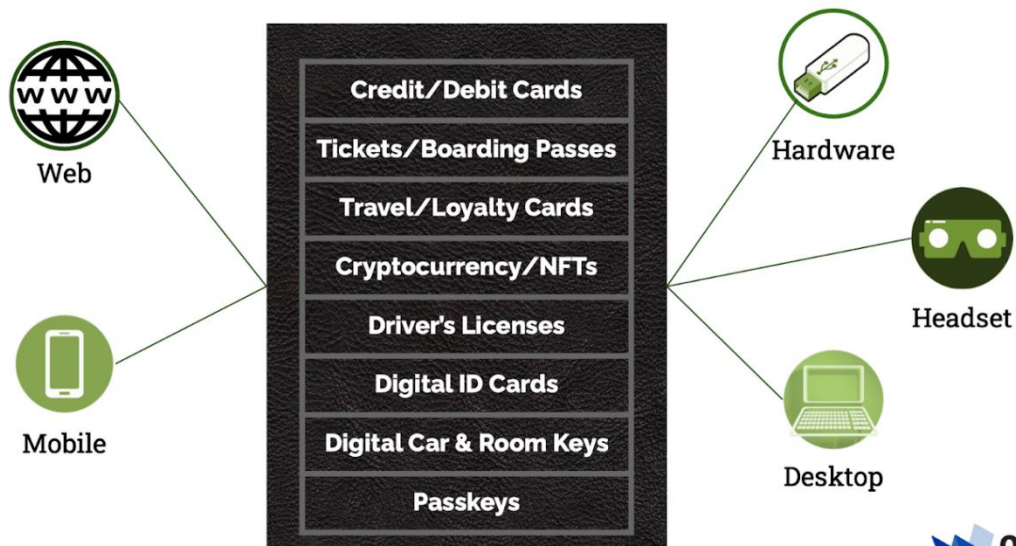 WWW
Web
Mobile
Credit/Debit Cards
Tickets/Boarding Passes
Travel/Loyalty Cards
Cryptocurrency/NFTs
Driver's Licenses
Digital ID Cards
Digital Car & Room Keys
Passkeys
Hardware
Headset
Desktop